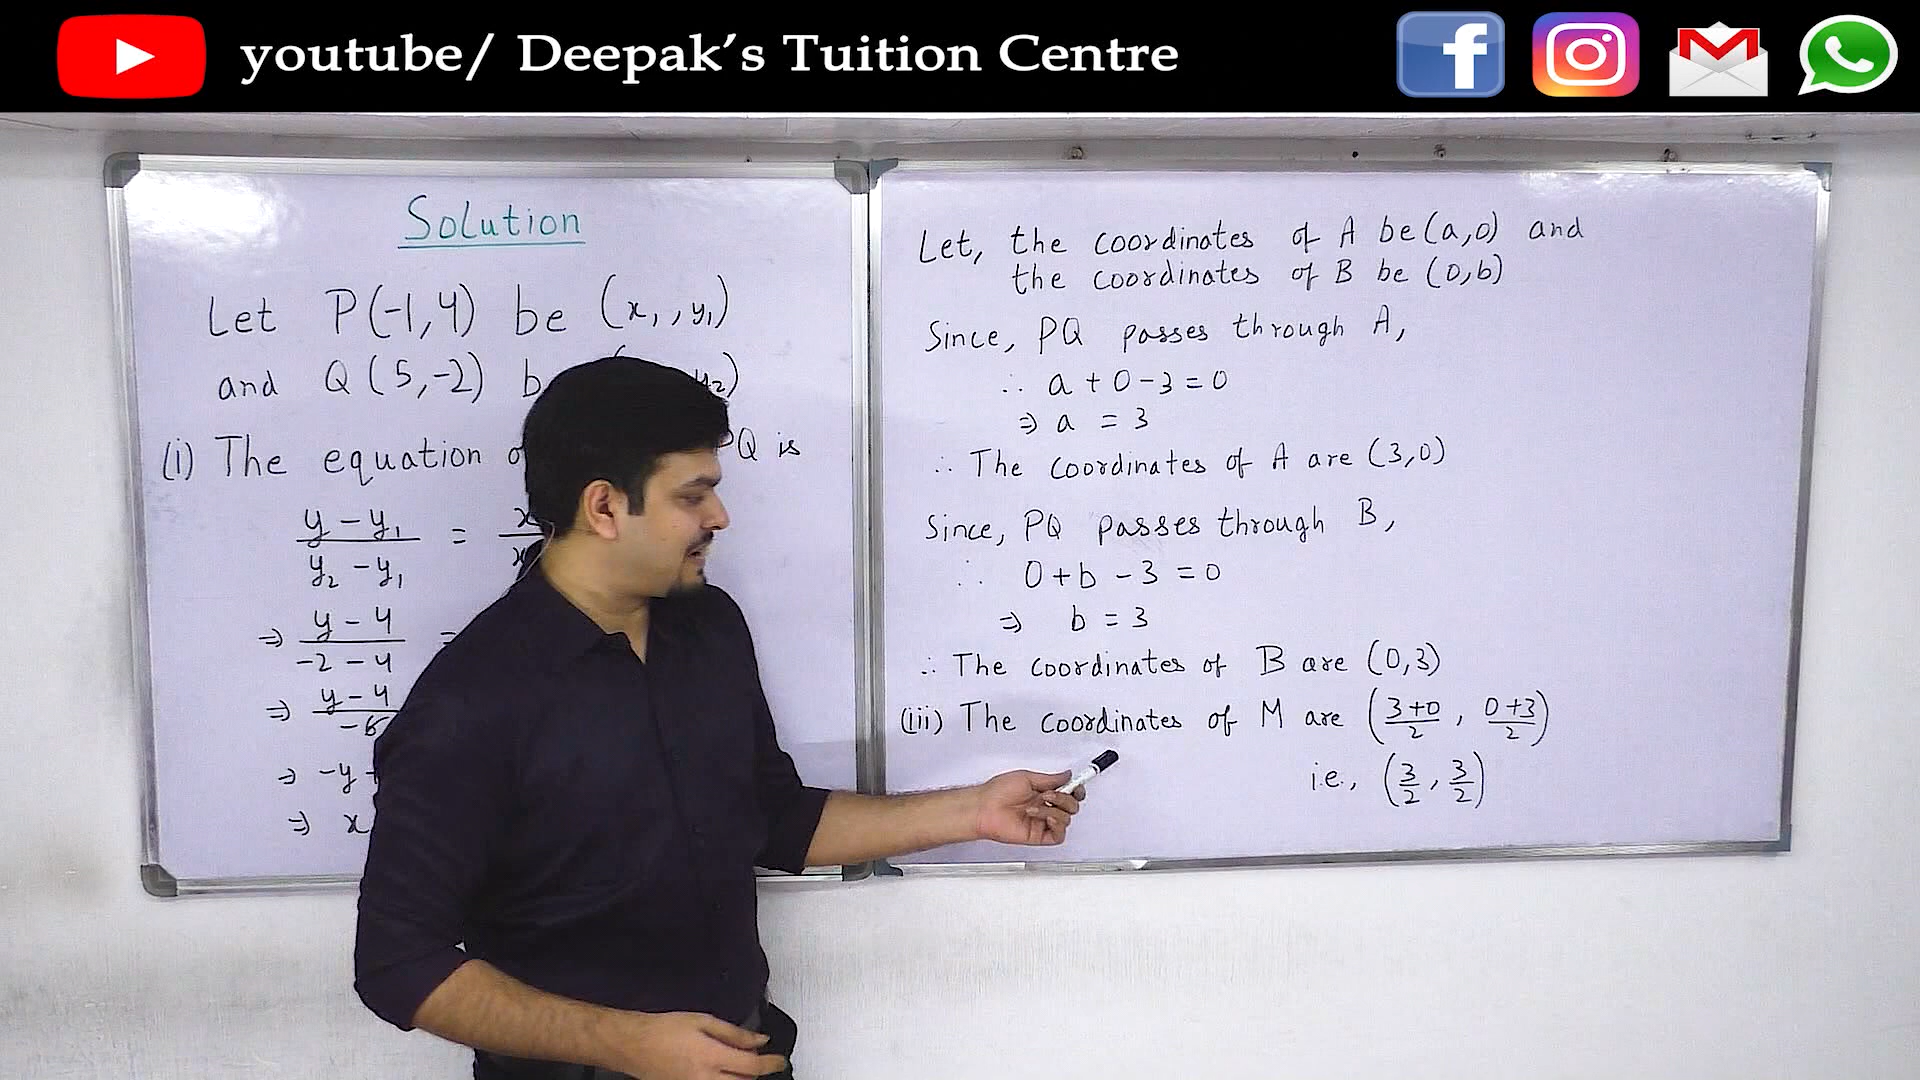 youtube/ Deepak's Tuition Centre
Solution
Let P(-1,4) be (x₁,,y₁)
and Q(5,-2) y₂)
(i) The equation PQ is
y-y₁/y₂-y₁ =
⇒ y-4/-2-4 =
⇒ y-4/-6
⇒ -y+
⇒ x
Let, the coordinates of A be (a,0) and
the coordinates of B be (0,b)
Since, PQ passes through A,
∴ a+0-3=0
⇒ a = 3
∴ The coordinates of A are (3,0)
Since, PQ passes through B,
∴ 0+b-3=0
⇒ b = 3
∴ The coordinates of B are (0,3)
(iii) The coordinates of M are (3+0/2, 0+3/2)
i.e., (3/2, 3/2)